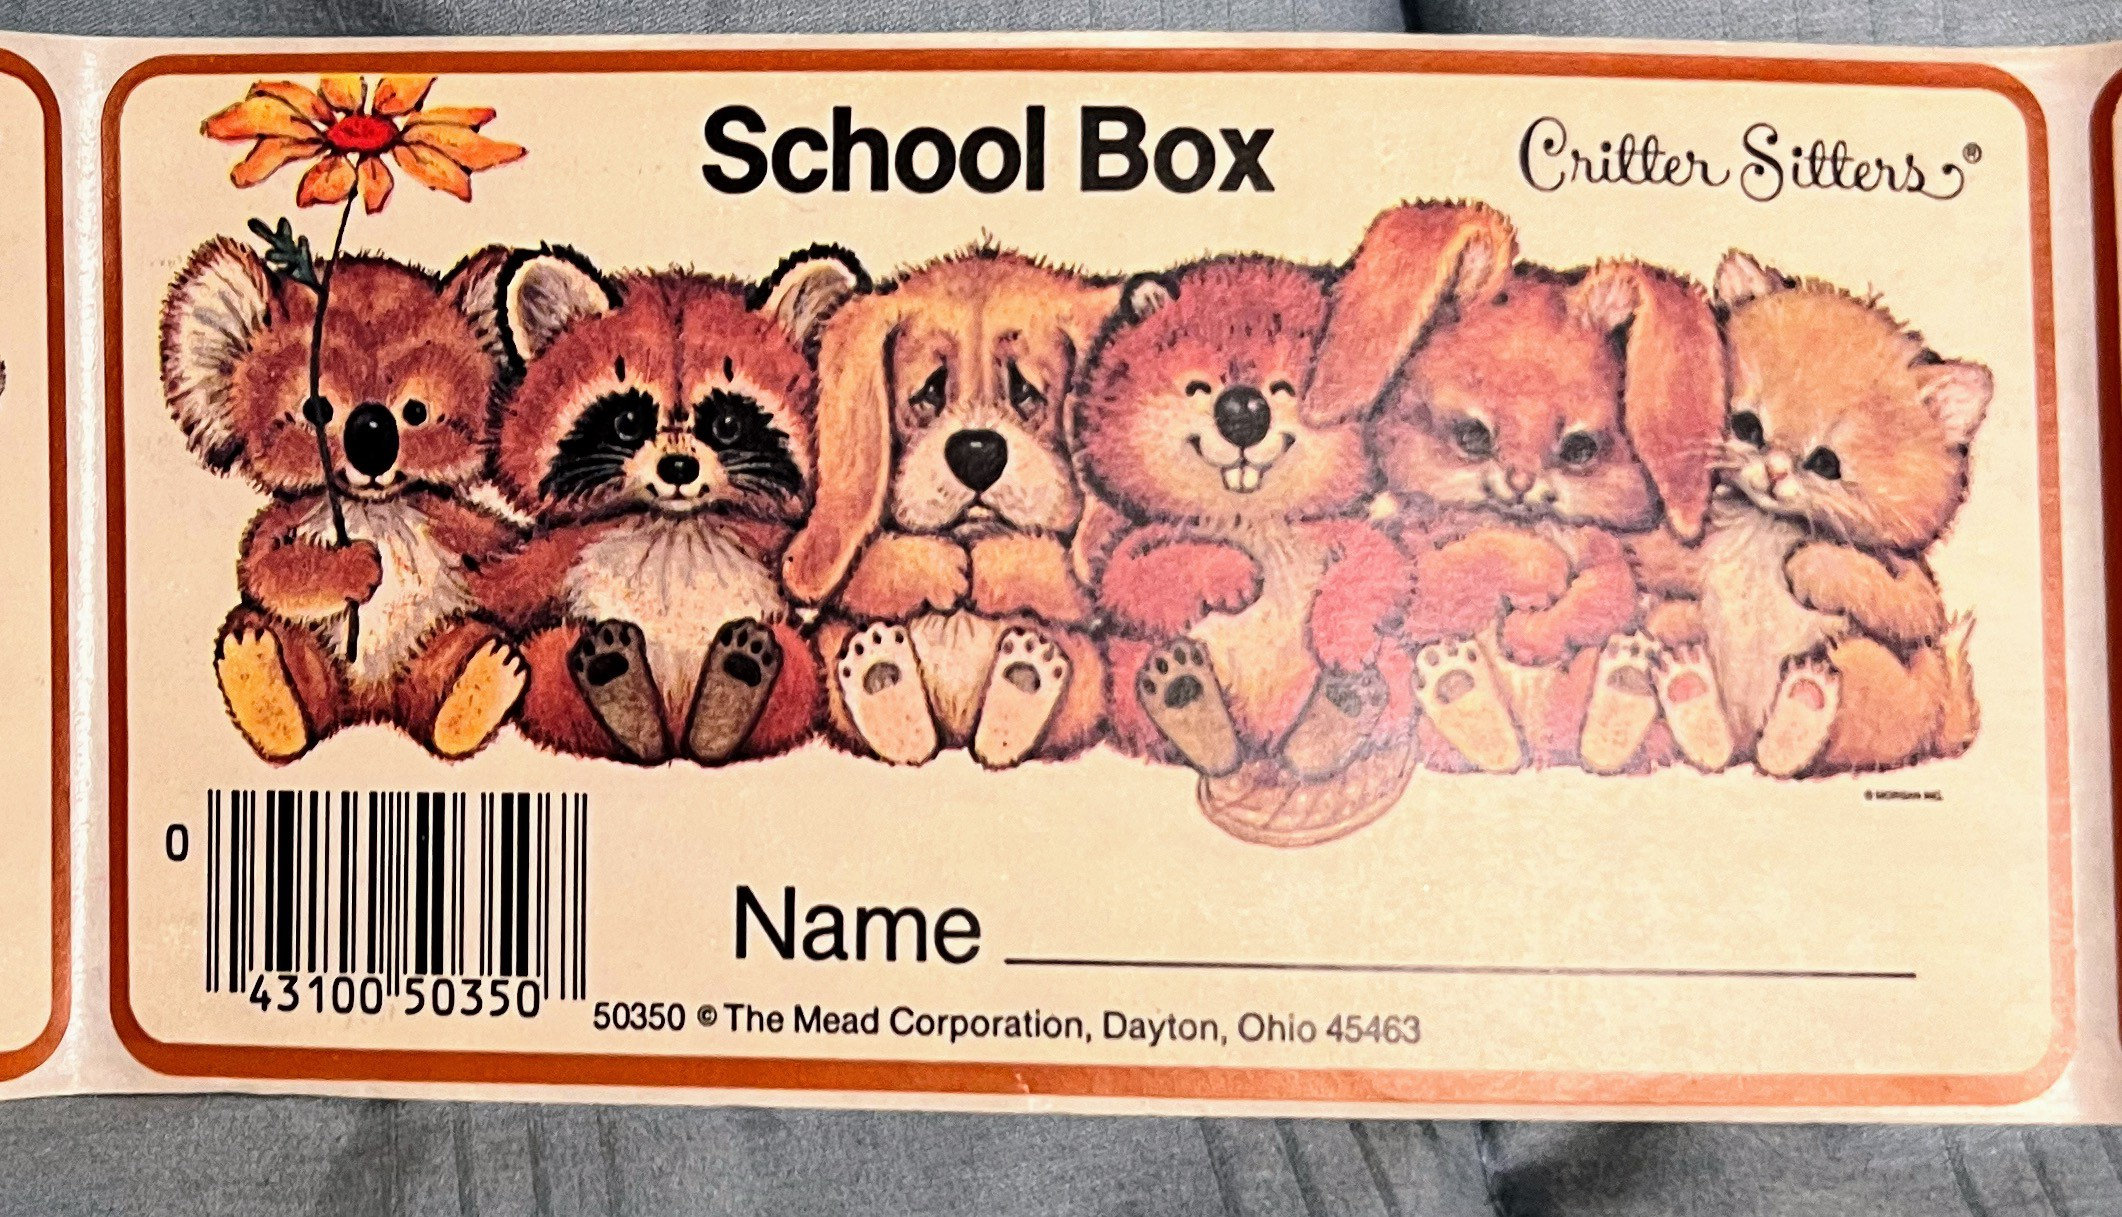 School Box
Critter Sitters®
0
43100 50350
Name
50350 © The Mead Corporation, Dayton, Ohio 45463